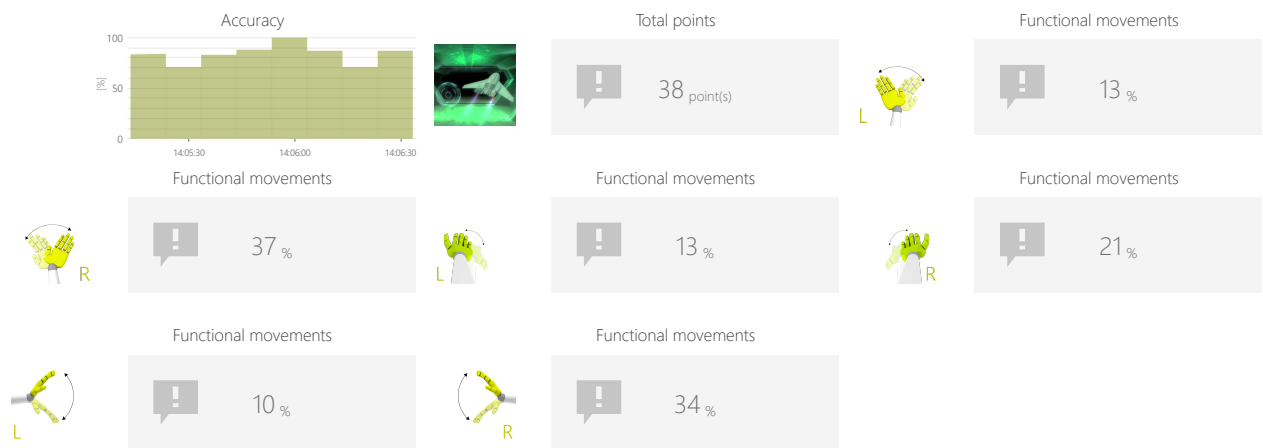 Accuracy
100
[%]
50
0
14:05:30 14:06:00 14:06:30
Total points
38 point(s)
Functional movements
L
13 %
Functional movements
R
37 %
Functional movements
L
13 %
Functional movements
R
21 %
Functional movements
L
10 %
Functional movements
R
34 %